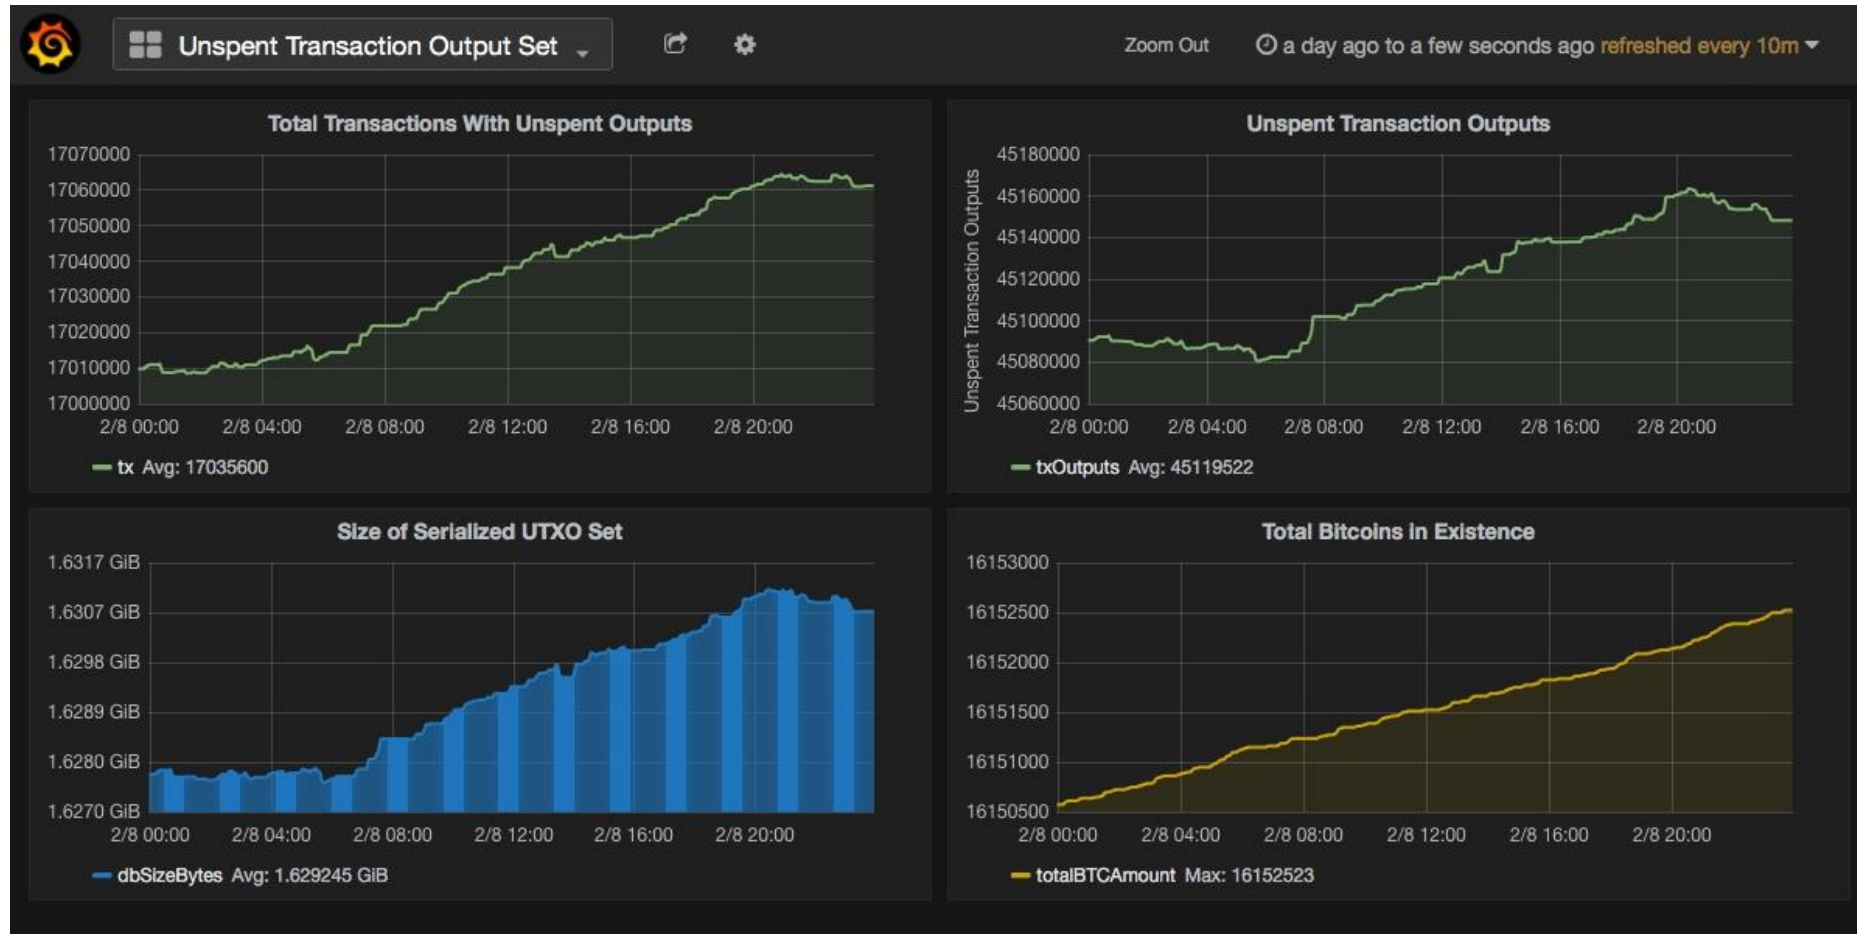 Unspent Transaction Output Set
Zoom Out
a day ago to a few seconds ago refreshed every 10m
Total Transactions With Unspent Outputs
17070000
17060000
17050000
17040000
17030000
17020000
17010000
17000000
2/8 00:00 2/8 04:00 2/8 08:00 2/8 12:00 2/8 16:00 2/8 20:00
tx Avg: 17035600
Unspent Transaction Outputs
Unspent Transaction Outputs
45180000
45160000
45140000
45120000
45100000
45080000
45060000
2/8 00:00 2/8 04:00 2/8 08:00 2/8 12:00 2/8 16:00 2/8 20:00
txOutputs Avg: 45119522
Size of Serialized UTXO Set
1.6317 GiB
1.6307 GiB
1.6298 GiB
1.6289 GiB
1.6280 GiB
1.6270 GiB
2/8 00:00 2/8 04:00 2/8 08:00 2/8 12:00 2/8 16:00 2/8 20:00
dbSizeBytes Avg: 1.629245 GiB
Total Bitcoins in Existence
16153000
16152500
16152000
16151500
16151000
16150500
2/8 00:00 2/8 04:00 2/8 08:00 2/8 12:00 2/8 16:00 2/8 20:00
totalBTCAmount Max: 16152523